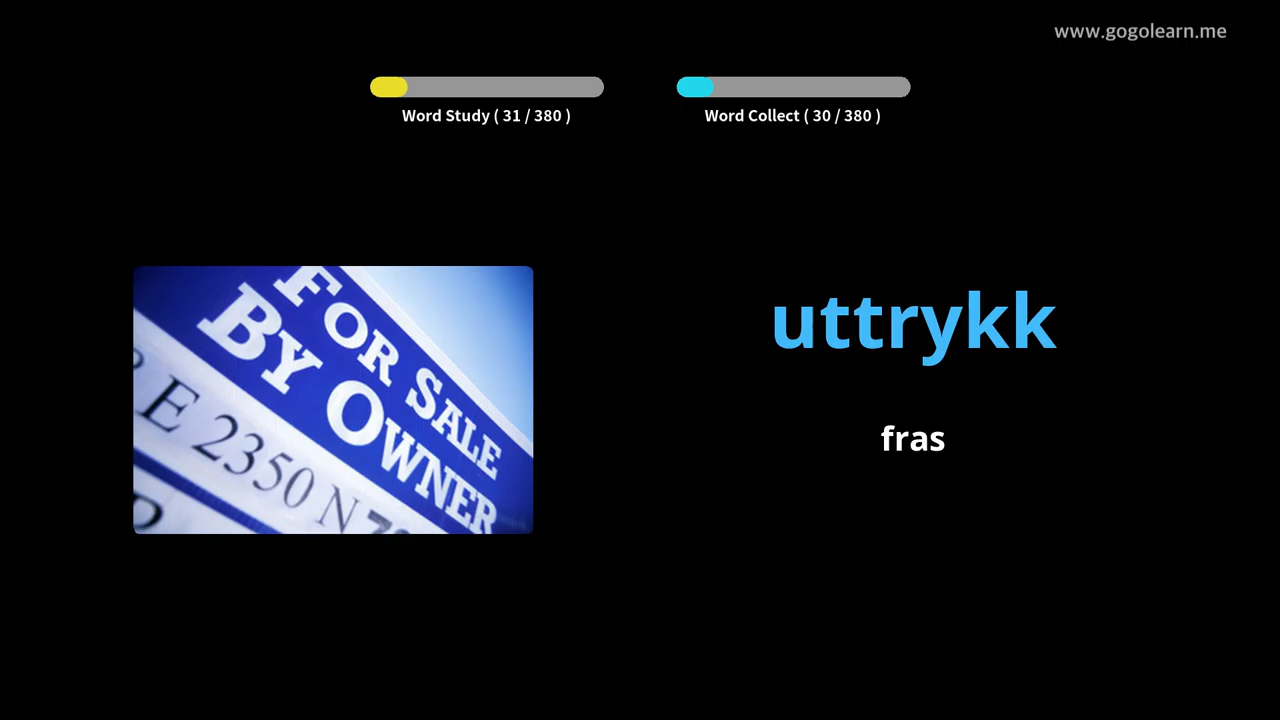 www.gogolearn.me
Word Study ( 31 / 380 )
Word Collect ( 30 / 380 )
FOR SALE
BY OWNER
E 2350 N
uttrykk
fras